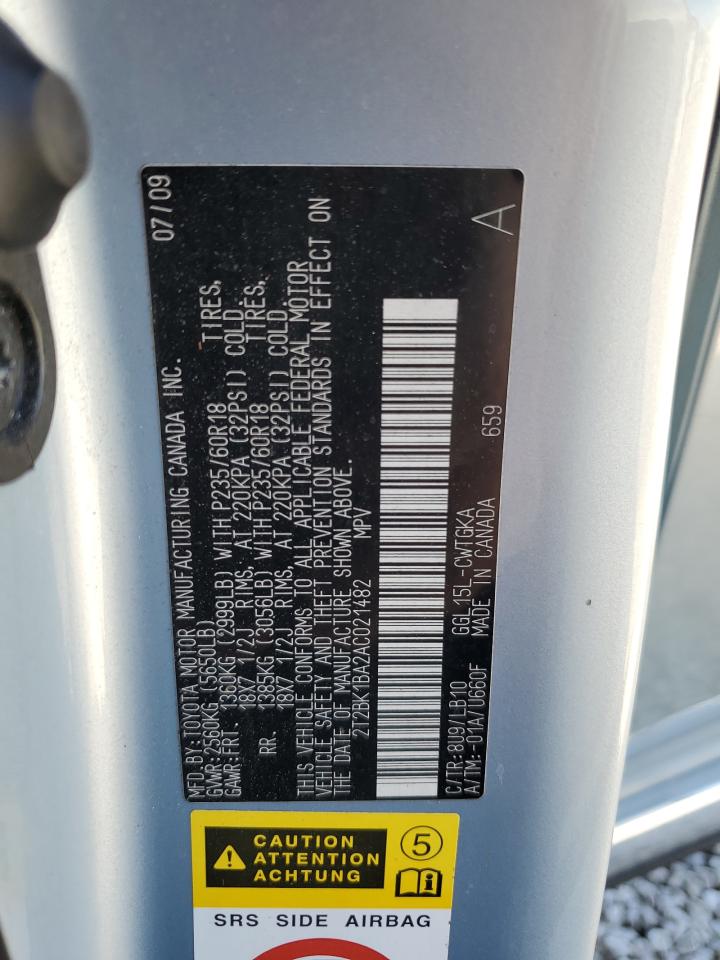 07/09
MFD. BY: TOYOTA MOTOR MANUFACTURING CANADA INC.
GVWR: 2560KG (5650LB)
GAWR: FRT. 1360KG (2999LB) WITH P235/60R18 TIRES,
18X7 1/2J RIMS, AT 220KPA (32PSI) COLD.
RR. 1385KG (3056LB) WITH P235/60R18 TIRES,
18X7 1/2J RIMS, AT 220KPA (32PSI) COLD
THIS VEHICLE CONFORMS TO ALL APPLICABLE FEDERAL MOTOR
VEHICLE SAFETY AND THEFT PREVENTION STANDARDS IN EFFECT ON
THE DATE OF MANUFACTURE SHOWN ABOVE.
2T2BK1BA2AC021482 MPV
C/TR: 8U9/LB10 GGL15L-CWTGKA
A/TM: -01A/U660F MADE IN CANADA 659 A
CAUTION
ATTENTION
ACHTUNG
5
SRS SIDE AIRBAG